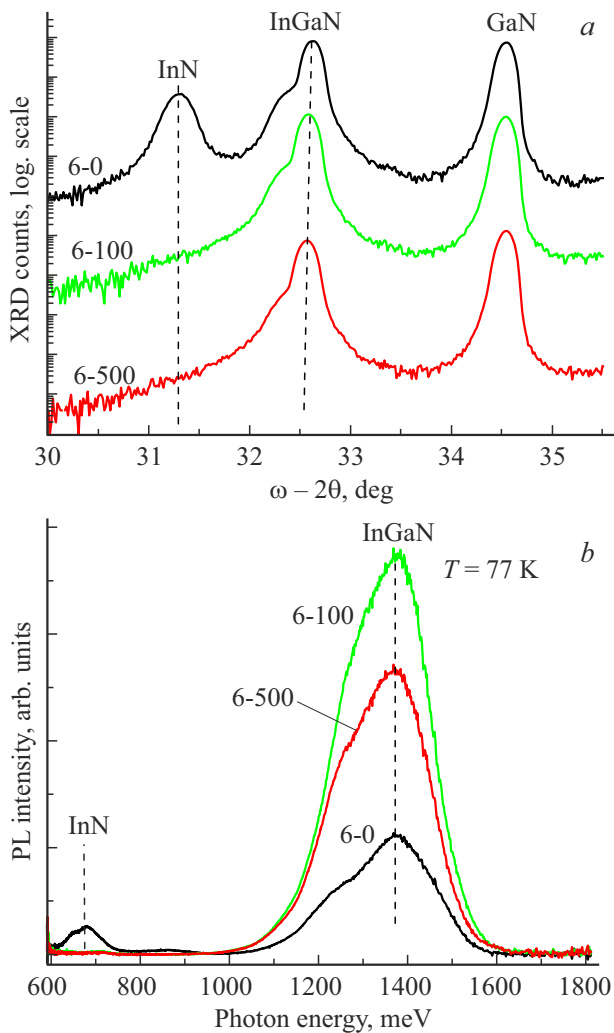 a
InGaN
GaN
InN
6-0
6-100
6-500
XRD counts, log. scale
30 31 32 33 34 35
ω – 2θ, deg
b
InGaN
T = 77 K
6-100
6-500
6-0
InN
PL intensity, arb. units
600 800 1000 1200 1400 1600 1800
Photon energy, meV